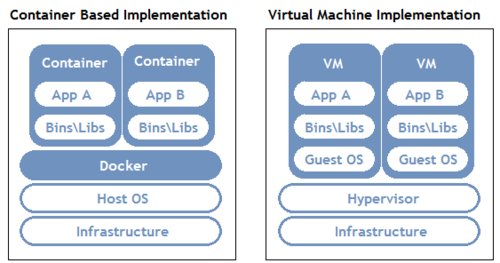 Container Based Implementation
Container
Container
App A
App B
Bins\Libs
Bins\Libs
Docker
Host OS
Infrastructure
Virtual Machine Implementation
VM
VM
App A
App B
Bins\Libs
Bins\Libs
Guest OS
Guest OS
Hypervisor
Infrastructure